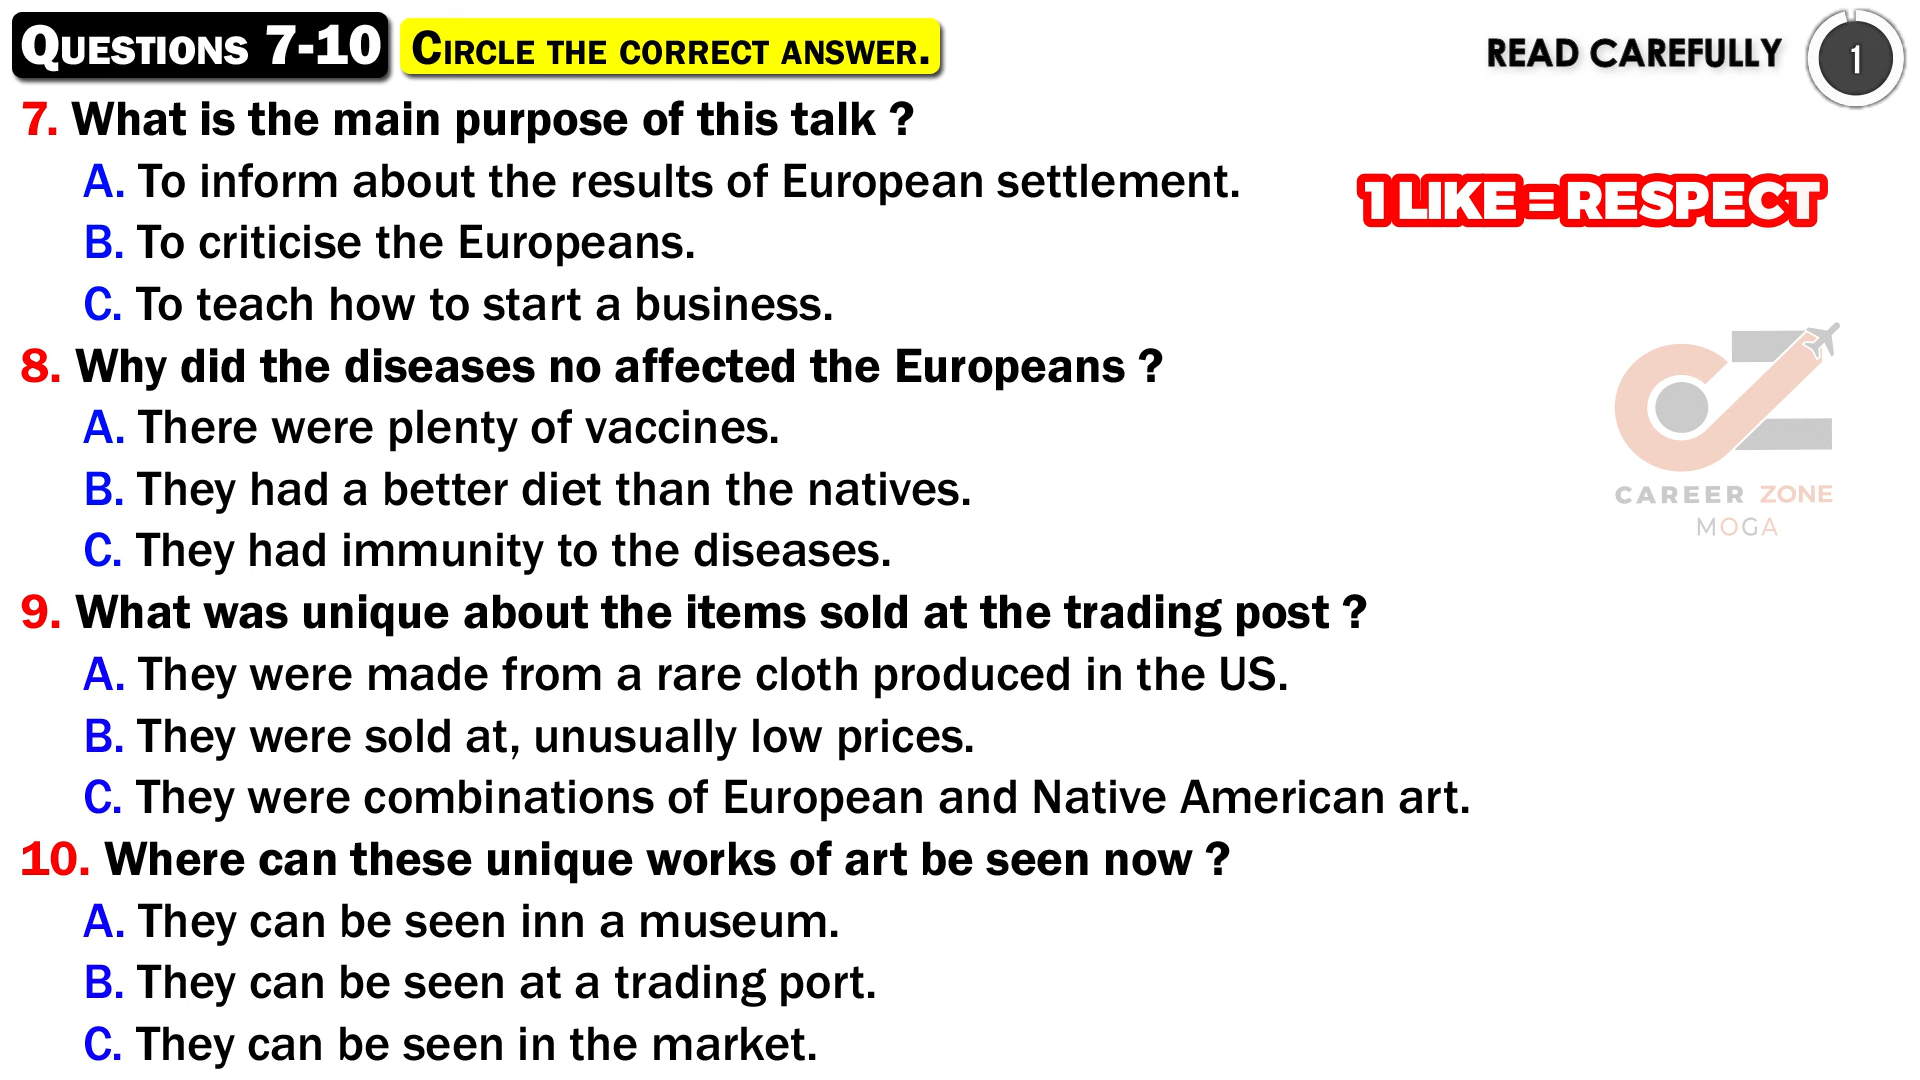 QUESTIONS 7-10 CIRCLE THE CORRECT ANSWER. READ CAREFULLY 1
7. What is the main purpose of this talk ?
A. To inform about the results of European settlement.
1 LIKE = RESPECT
B. To criticise the Europeans.
C. To teach how to start a business.
8. Why did the diseases no affected the Europeans ?
A. There were plenty of vaccines.
B. They had a better diet than the natives.
CAREER ZONE
MOGA
C. They had immunity to the diseases.
9. What was unique about the items sold at the trading post ?
A. They were made from a rare cloth produced in the US.
B. They were sold at, unusually low prices.
C. They were combinations of European and Native American art.
10. Where can these unique works of art be seen now ?
A. They can be seen inn a museum.
B. They can be seen at a trading port.
C. They can be seen in the market.